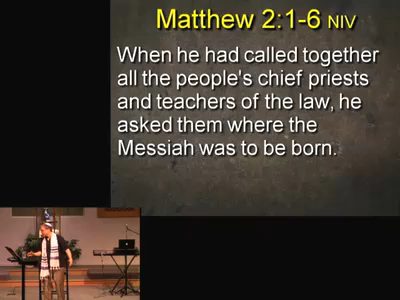 Matthew 2:1-6 NIV
When he had called together
all the people's chief priests
and teachers of the law, he
asked them where the
Messiah was to be born.